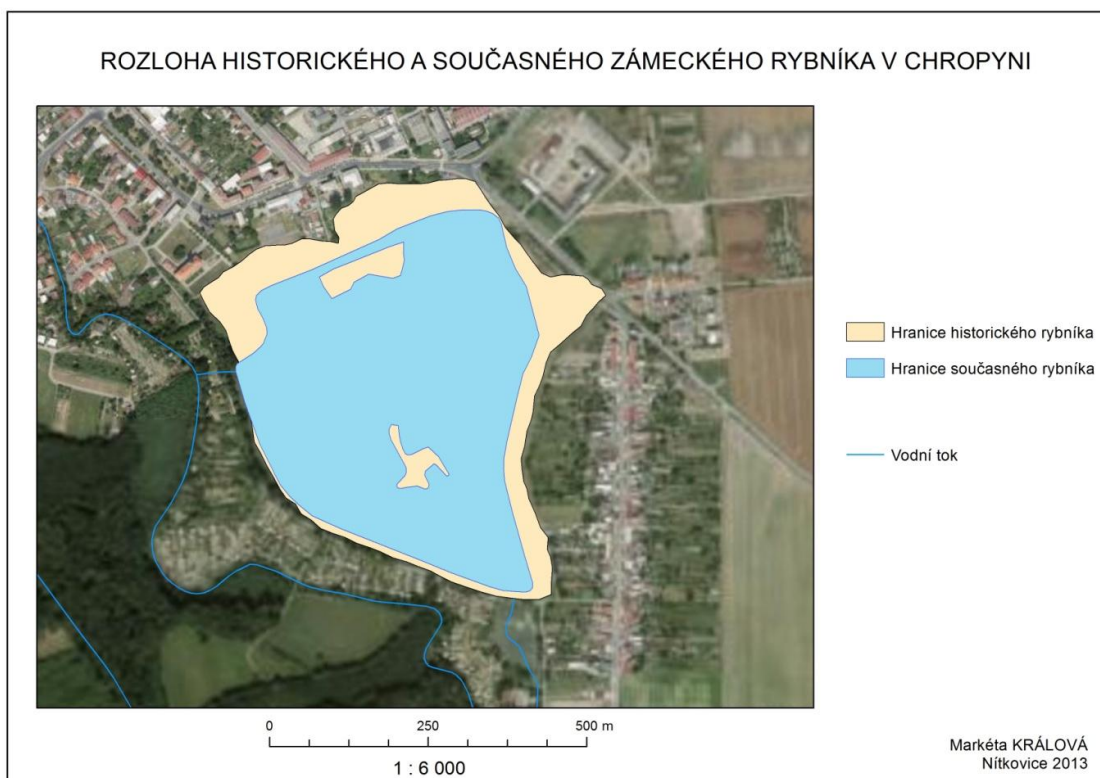 ROZLOHA HISTORICKÉHO A SOUČASNÉHO ZÁMECKÉHO RYBNÍKA V CHROPYNI
Hranice historického rybníka
Hranice současného rybníka
Vodní tok
0 250 500 m
1 : 6 000
Markéta KRÁLOVÁ
Nítkovice 2013